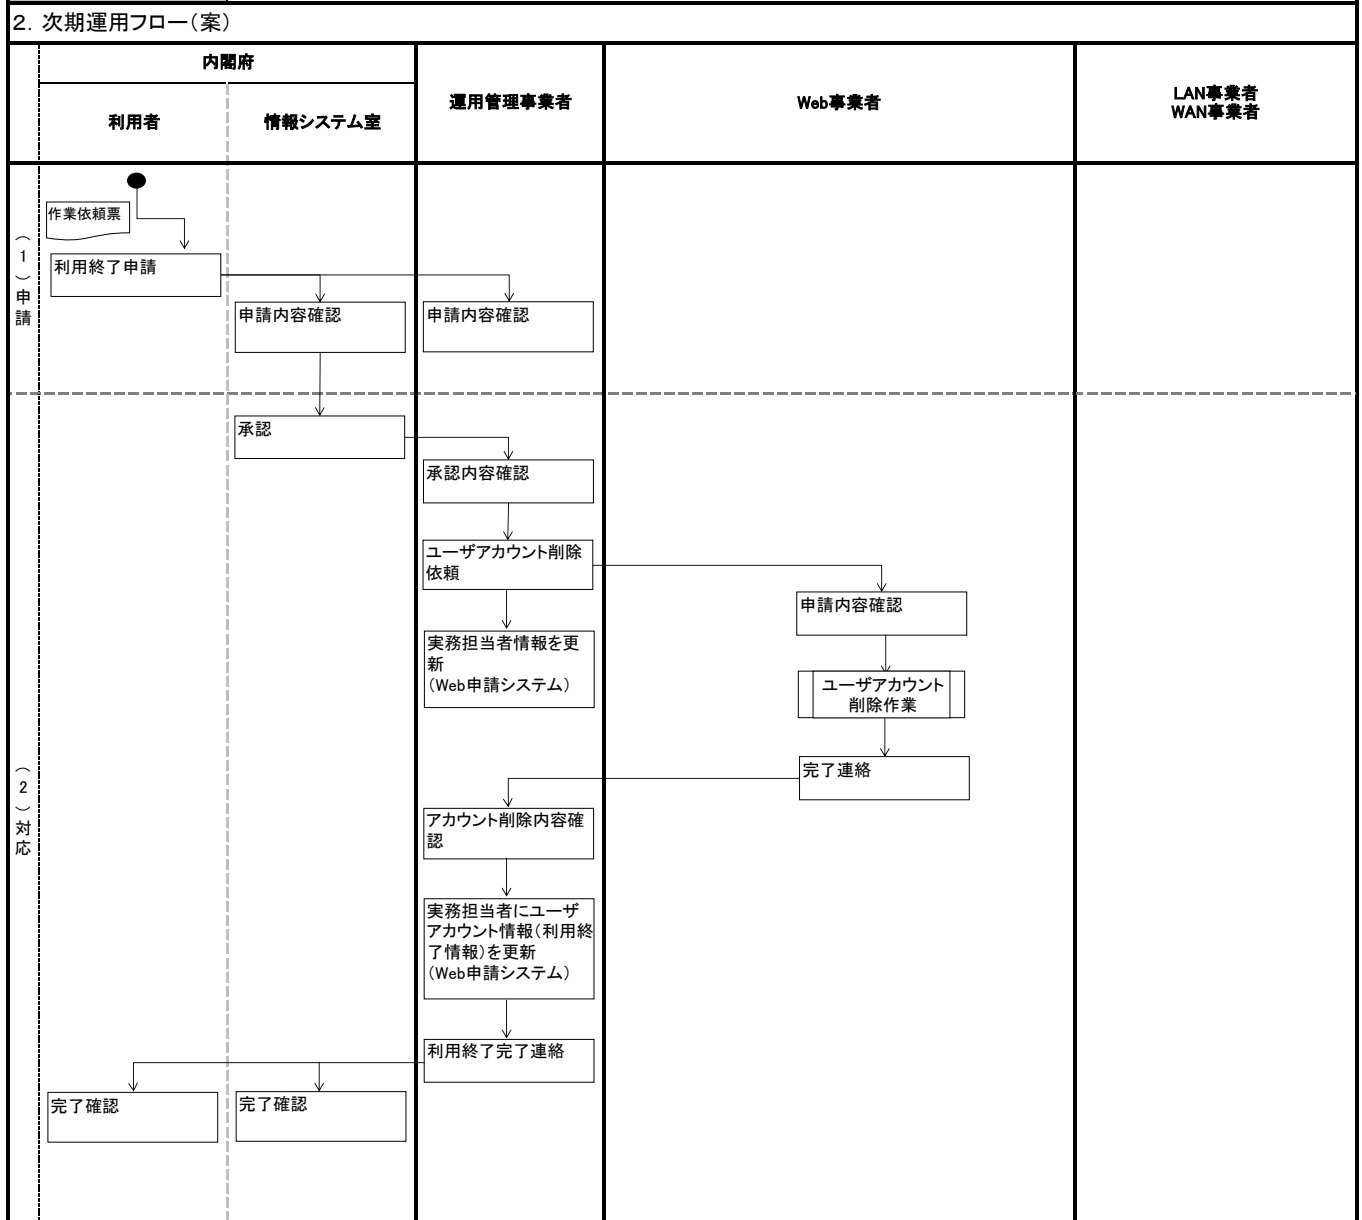 2．次期運用フロー（案）
内閣府
利用者
情報システム室
運用管理事業者
Web事業者
LAN事業者
WAN事業者
（1）申請
作業依頼票
利用終了申請
申請内容確認
申請内容確認
（2）対応
承認
承認内容確認
ユーザアカウント削除
依頼
申請内容確認
実務担当者情報を更
新
（Web申請システム）
ユーザアカウント
削除作業
完了連絡
アカウント削除内容確
認
実務担当者にユーザ
アカウント情報（利用終
了情報）を更新
（Web申請システム）
利用終了完了連絡
完了確認
完了確認